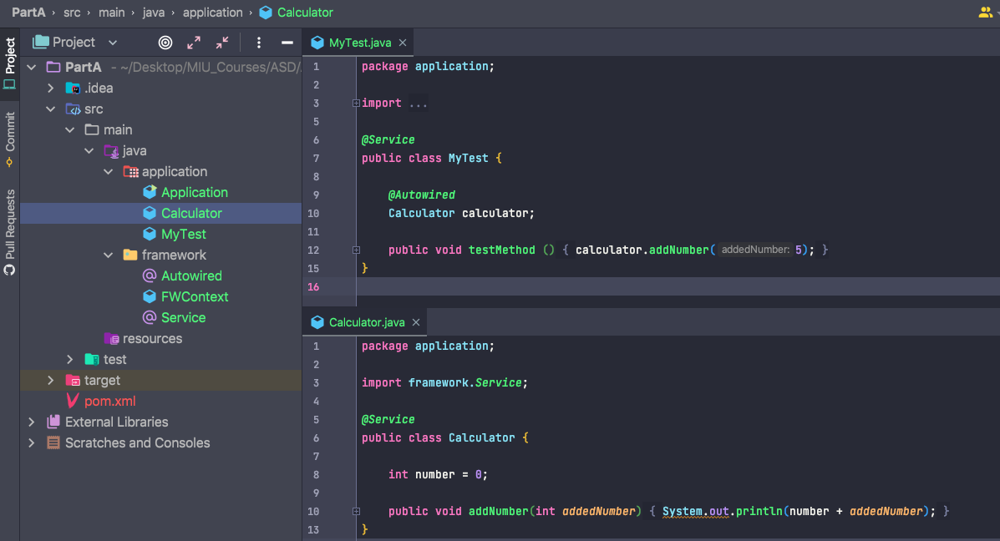 PartA › src › main › java › application › Calculator
Project
Commit
Pull Requests
Project
PartA - ~/Desktop/MIU_Courses/ASD/
.idea
src
main
java
application
Application
Calculator
MyTest
framework
Autowired
FWContext
Service
resources
test
target
pom.xml
External Libraries
Scratches and Consoles
MyTest.java ×
1 package application;
2
3 import ...
5
6 @Service
7 public class MyTest {
8
9 @Autowired
10 Calculator calculator;
11
12 public void testMethod () { calculator.addNumber( addedNumber: 5); }
15 }
16
Calculator.java ×
1 package application;
2
3 import framework.Service;
4
5 @Service
6 public class Calculator {
7
8 int number = 0;
9
10 public void addNumber(int addedNumber) { System.out.println(number + addedNumber); }
13 }